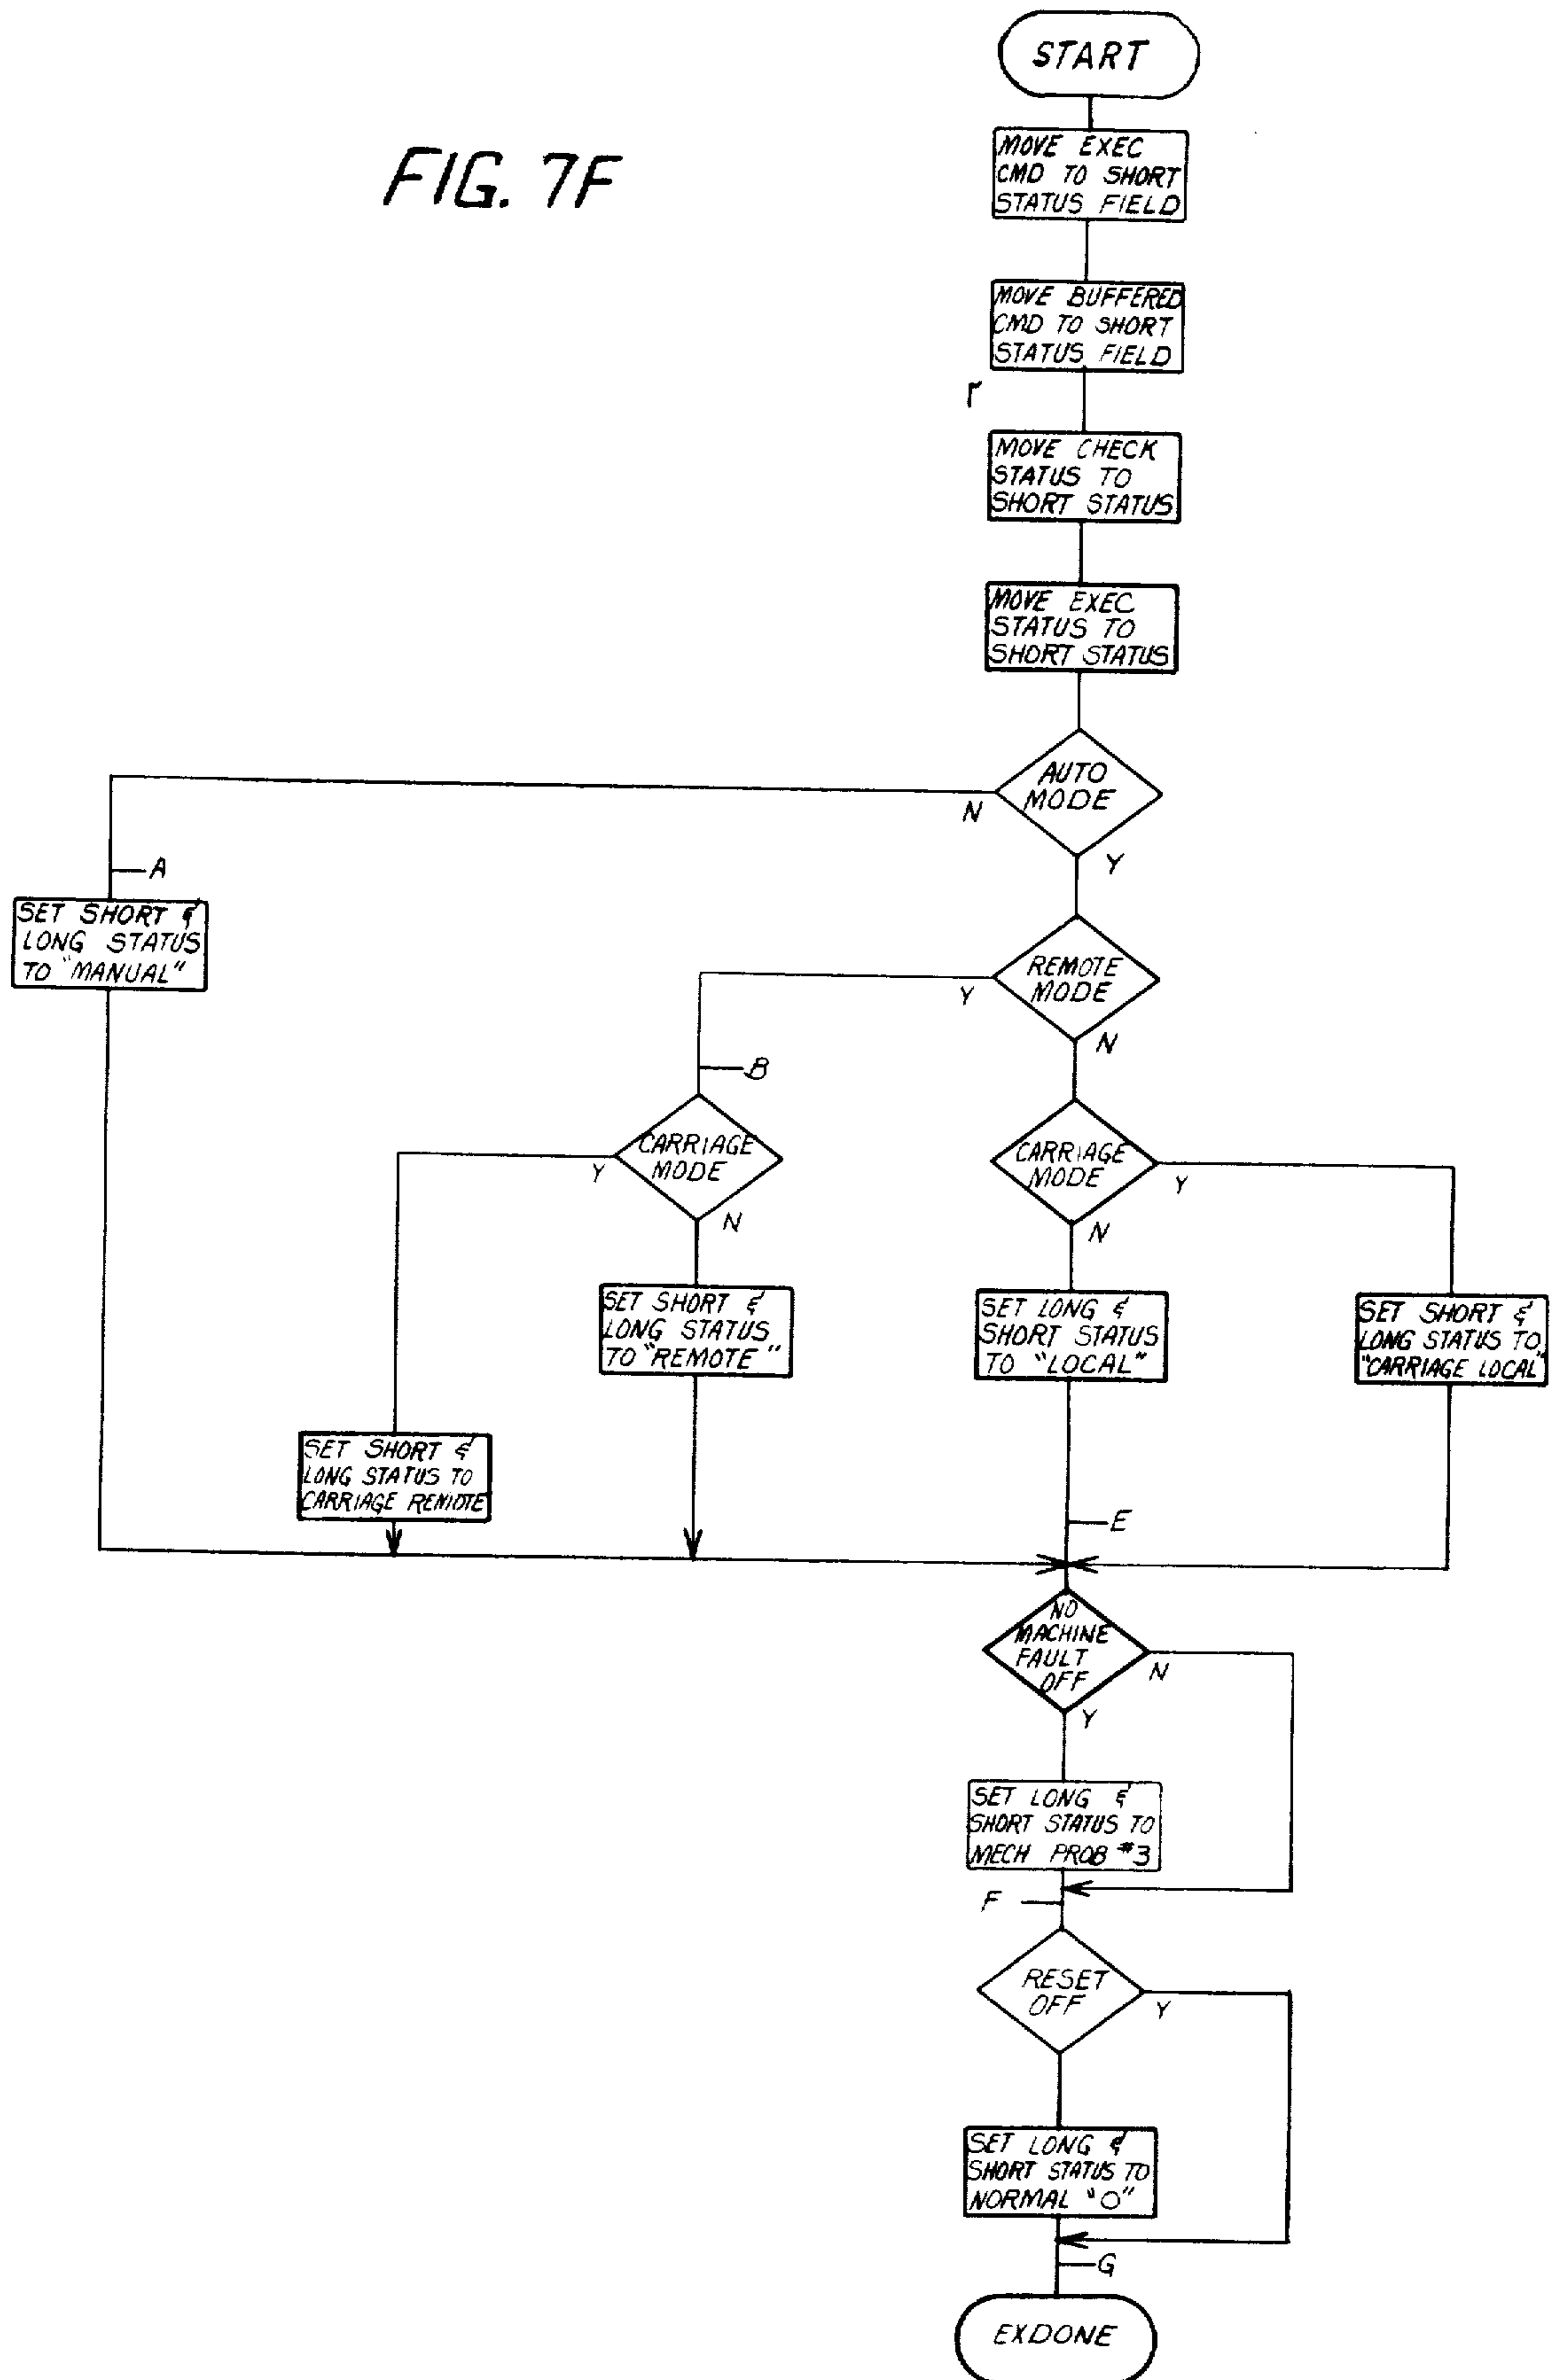 START
FIG. 7F
MOVE EXEC
CMD TO SHORT
STATUS FIELD
MOVE BUFFERED
CMD TO SHORT
STATUS FIELD
r
MOVE CHECK
STATUS TO
SHORT STATUS
MOVE EXEC
STATUS TO
SHORT STATUS
AUTO
MODE
N
Y
A
SET SHORT &
LONG STATUS
TO "MANUAL"
REMOTE
MODE
Y
N
B
CARRIAGE
MODE
Y
N
CARRIAGE
MODE
Y
N
SET SHORT &
LONG STATUS
TO "REMOTE"
SET LONG &
SHORT STATUS
TO "LOCAL"
SET SHORT &
LONG STATUS TO
"CARRIAGE LOCAL"
SET SHORT &
LONG STATUS TO
CARRIAGE REMOTE
E
NO
MACHINE
FAULT
OFF
N
Y
SET LONG &
SHORT STATUS TO
MECH PROB #3
F
RESET
OFF
Y
SET LONG &
SHORT STATUS TO
NORMAL "O"
G
EXDONE